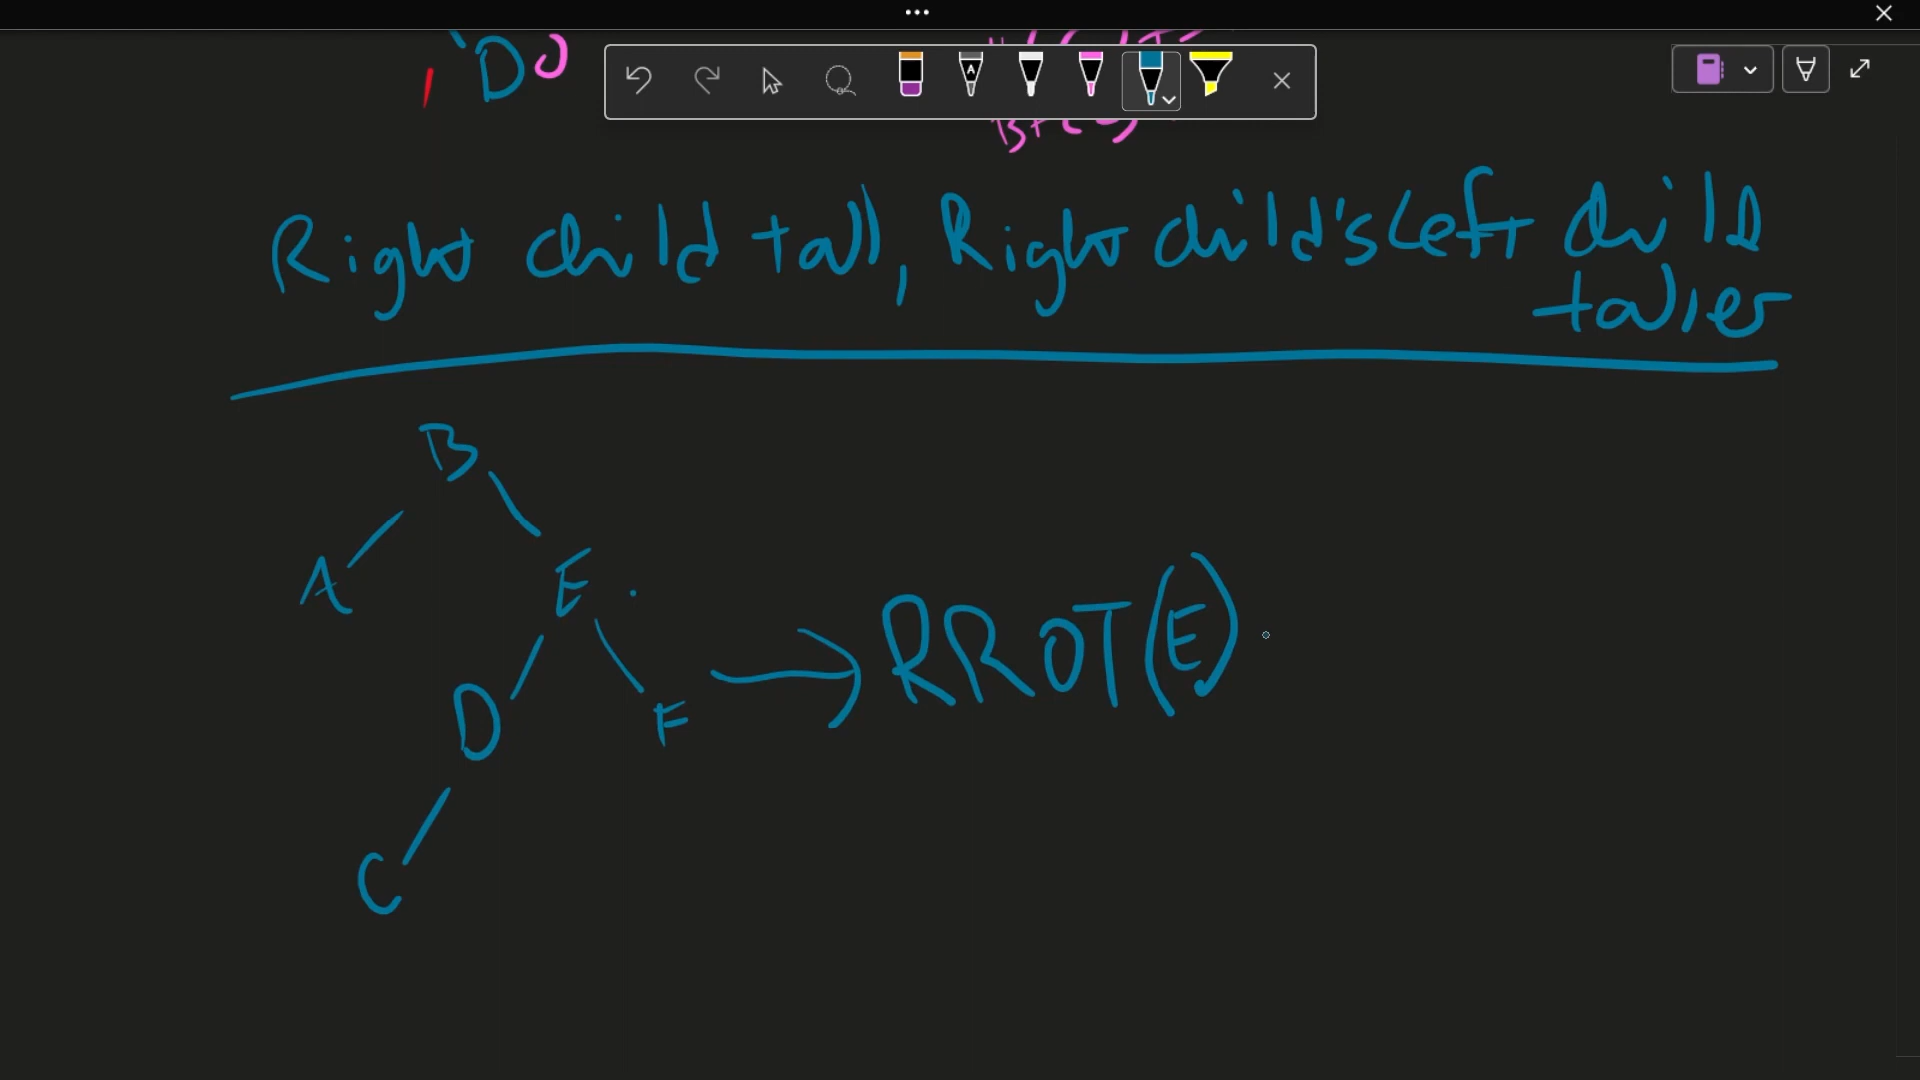 D
Right child tall, Right child's Left child
taller
B
A
E
D
F
→ RROT(E)
C